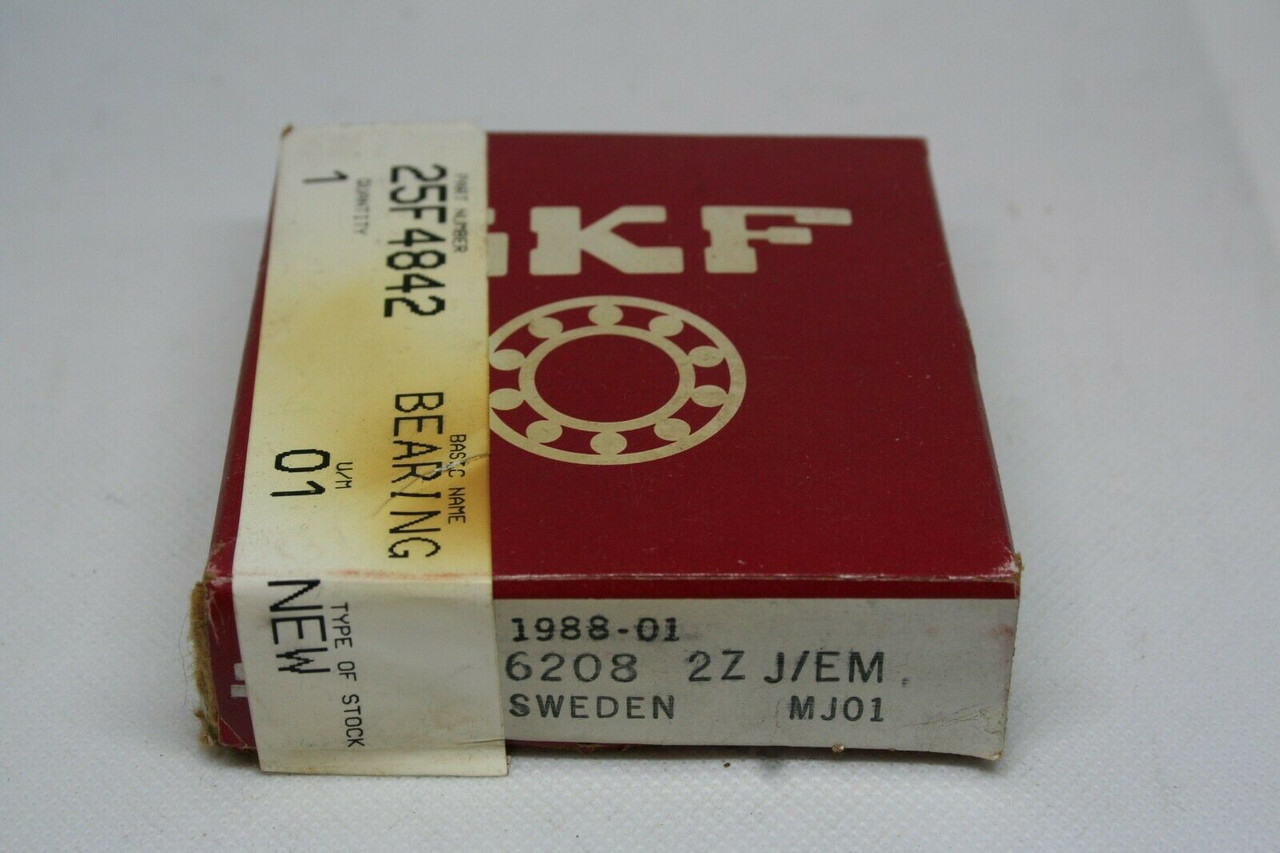 SKF
PART NUMBER
25F4842
QUANTITY
1
BASIC NAME
BEARING
U/M
01
TYPE OF STOCK
NEW
1988-01
6208 2Z J/EM
SWEDEN MJ01